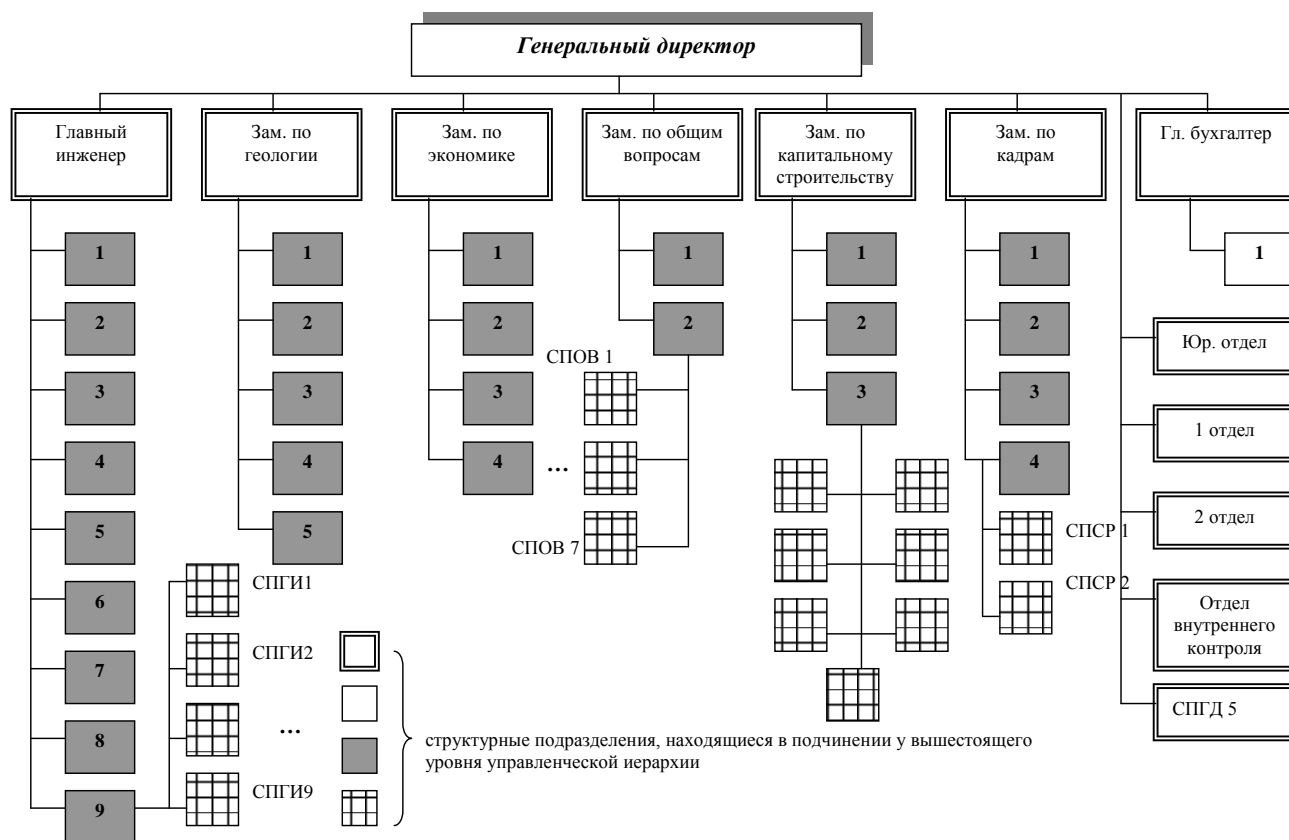 Генеральный директор
Главный
инженер
Зам. по
геологии
Зам. по
экономике
Зам. по общим
вопросам
Зам. по
капитальному
строительству
Зам. по
кадрам
Гл. бухгалтер
1
2
3
4
5
6
7
8
9
1
2
3
4
5
1
2
3
4
1
2
1
2
3
1
2
3
4
1
СПОВ 1
...
СПОВ 7
СПСР 1
СПСР 2
Юр. отдел
1 отдел
2 отдел
Отдел
внутреннего
контроля
СПГД 5
СПГИ1
СПГИ2
...
СПГИ9
структурные подразделения, находящиеся в подчинении у вышестоящего
уровня управленческой иерархии